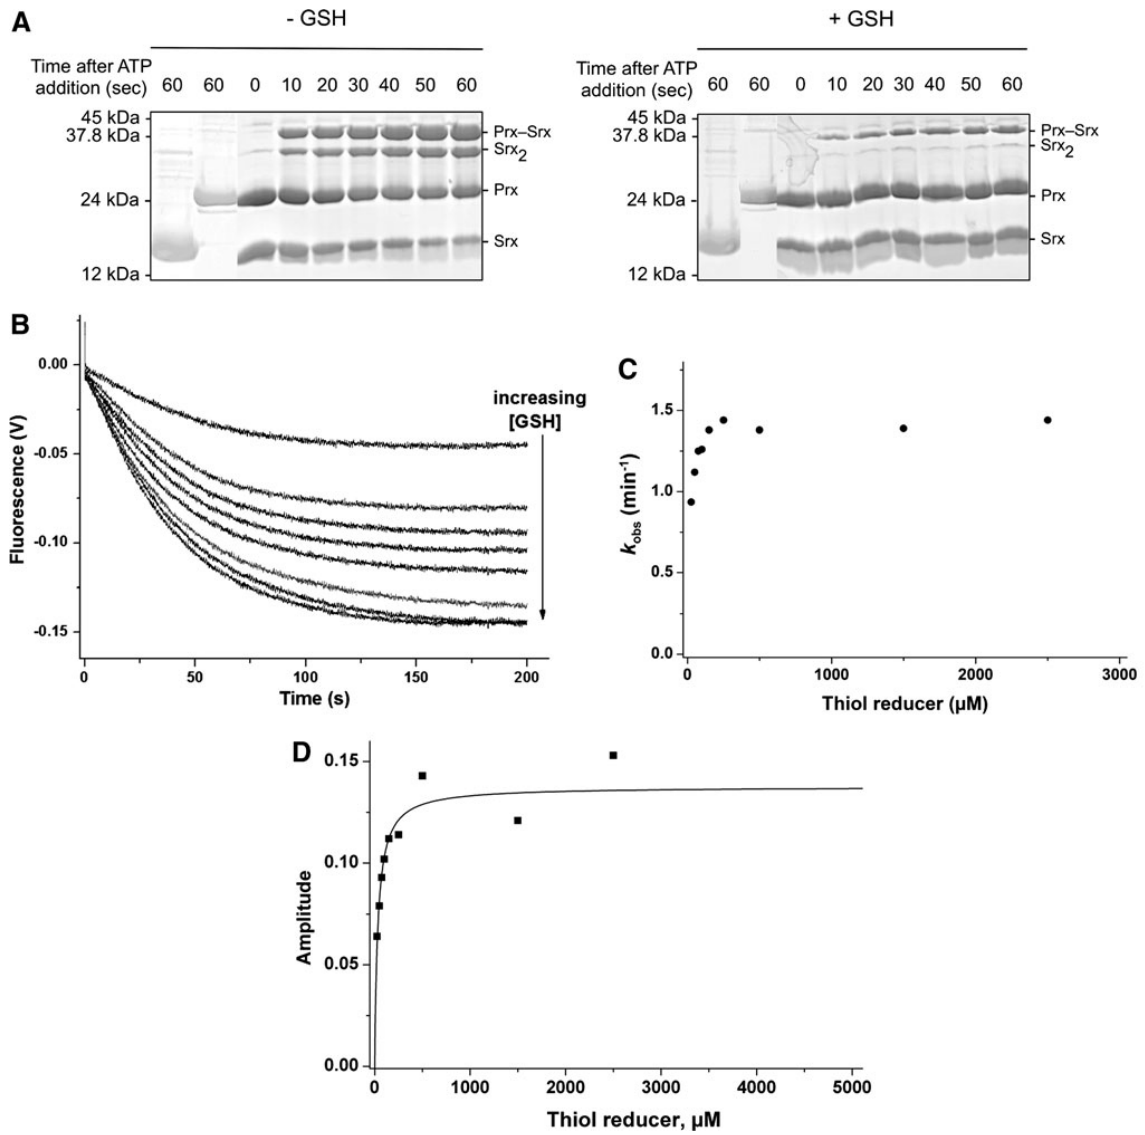 A
- GSH
+ GSH
Time after ATP
addition (sec)
60 60 0 10 20 30 40 50 60
45 kDa
37.8 kDa
24 kDa
12 kDa
Prx–Srx
Srx2
Prx
Srx
Time after ATP
addition (sec)
60 60 0 10 20 30 40 50 60
45 kDa
37.8 kDa
24 kDa
12 kDa
Prx–Srx
Srx2
Prx
Srx
B
0.00
-0.05
-0.10
-0.15
Fluorescence (V)
increasing
[GSH]
0 50 100 150 200
Time (s)
C
1.5
1.0
0.5
0.0
kobs (min-1)
0 1000 2000 3000
Thiol reducer (µM)
D
0.15
0.10
0.05
0.00
Amplitude
0 1000 2000 3000 4000 5000
Thiol reducer, µM